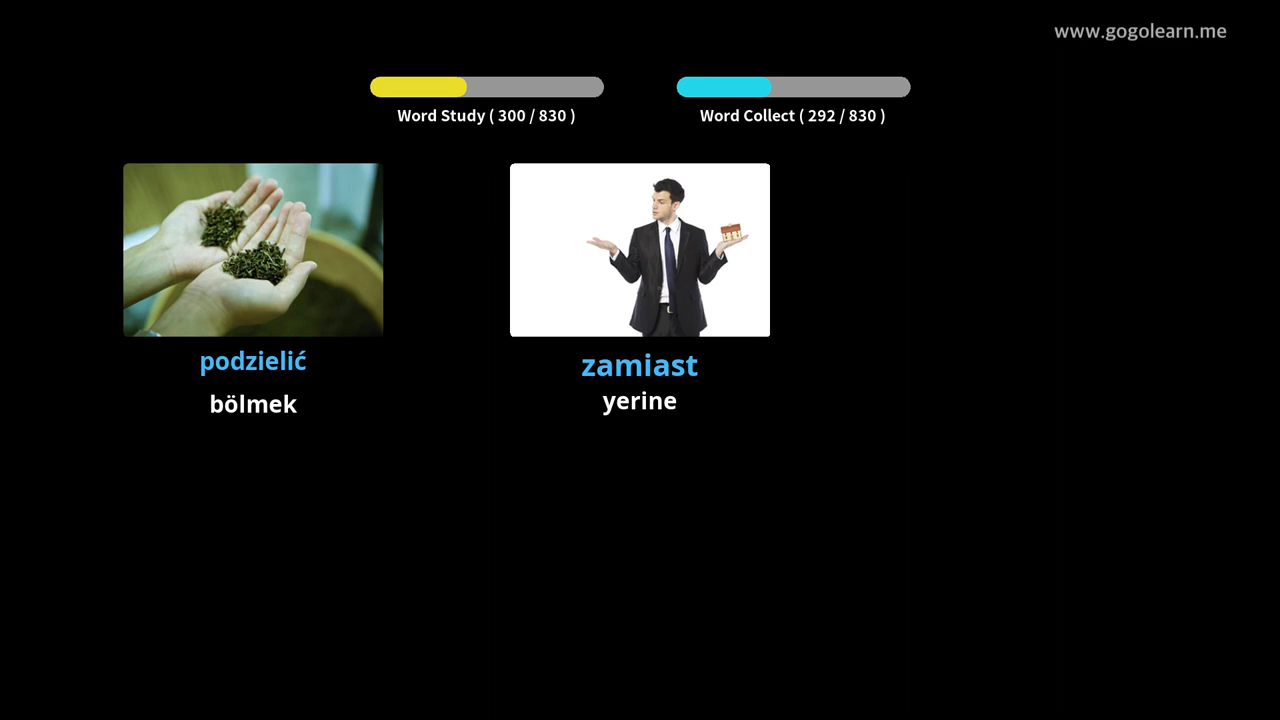 www.gogolearn.me
Word Study ( 300 / 830 )
Word Collect ( 292 / 830 )
podzielić
bölmek
zamiast
yerine